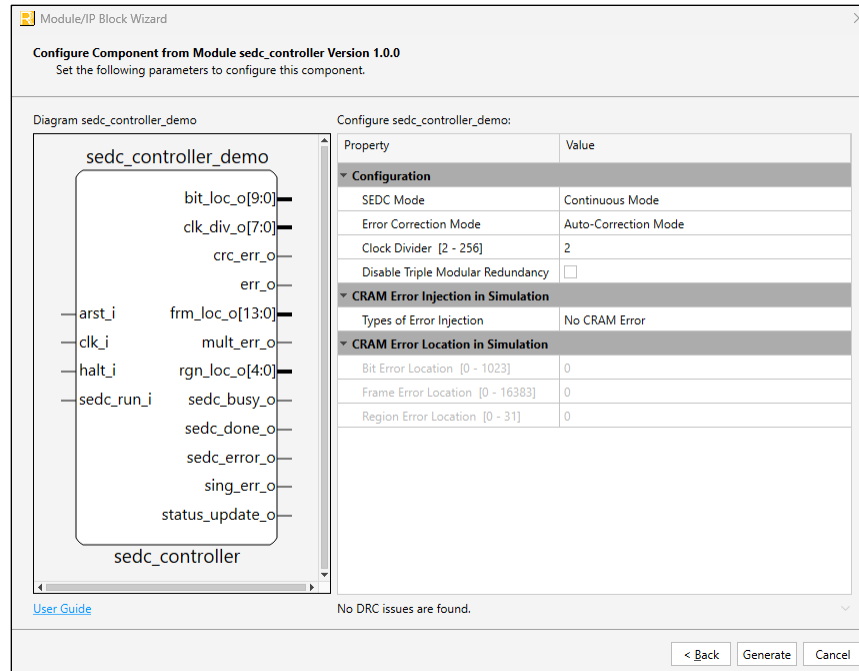 Module/IP Block Wizard
Configure Component from Module sedc_controller Version 1.0.0
Set the following parameters to configure this component.
Diagram sedc_controller_demo
sedc_controller_demo
bit_loc_o[9:0]
clk_div_o[7:0]
crc_err_o
err_o
arst_i frm_loc_o[13:0]
clk_i mult_err_o
halt_i rgn_loc_o[4:0]
sedc_run_i sedc_busy_o
sedc_done_o
sedc_error_o
sing_err_o
status_update_o
sedc_controller
User Guide
Configure sedc_controller_demo:
Property Value
Configuration
SEDC Mode Continuous Mode
Error Correction Mode Auto-Correction Mode
Clock Divider [2 - 256] 2
Disable Triple Modular Redundancy
CRAM Error Injection in Simulation
Types of Error Injection No CRAM Error
CRAM Error Location in Simulation
Bit Error Location [0 - 1023] 0
Frame Error Location [0 - 16383] 0
Region Error Location [0 - 31] 0
No DRC issues are found.
< Back Generate Cancel